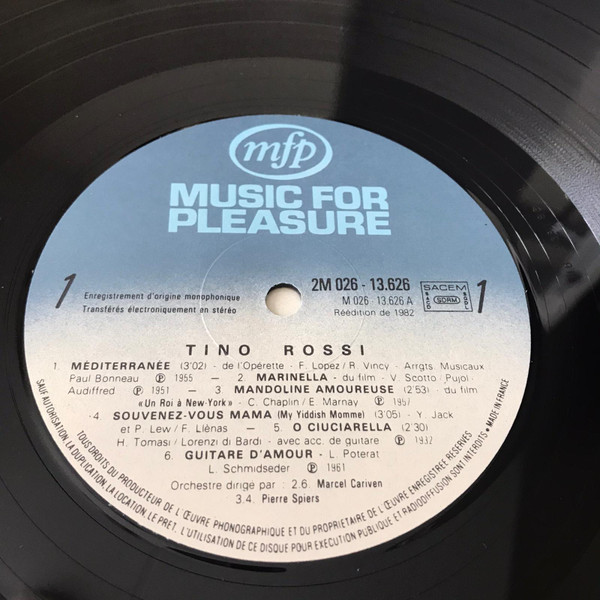 mfp
MUSIC FOR
PLEASURE
1
Enregistrement d'origine monophonique
Transférés électroniquement en stéréo
2M 026 - 13.626
M 026 13.626 A
Réédition de 1982
SACEM
SACD SDRM SGDL
1
TINO ROSSI
1. MÉDITERRANÉE (3'02) - de l'Opérette - F. Lopez/R. Vincy - Arrgts. Musicaux
Paul Bonneau Ⓟ 1955 — 2. MARINELLA - du film - V. Scotto - Pujol -
Audiffred Ⓟ 1951 — 3. MANDOLINE AMOUREUSE (2'53) - du film
«Un Roi à New-York» - C. Chaplin/E. Marnay Ⓟ 1957
4. SOUVENEZ-VOUS MAMA (My Yiddish Momme) (3'05) - Y. Jack
et P. Lew/F. Llénas — 5. O CIUCIARELLA (2'30)
H. Tomasi/Lorenzi di Bardi - avec acc. de guitare Ⓟ 1932
6. GUITARE D'AMOUR - L. Poterat
L. Schmidseder Ⓟ 1961
Orchestre dirigé par : 2.6. Marcel Cariven
3.4. Pierre Spiers
TOUS DROITS DU PRODUCTEUR DE L'ŒUVRE PHONOGRAPHIQUE ET DU PROPRIETAIRE DE L'ŒUVRE ENREGISTRÉE RÉSERVÉS
SAUF AUTORISATION, LA DUPLICATION, LA LOCATION, LE PRET, L'UTILISATION DE CE DISQUE POUR EXECUTION PUBLIQUE ET RADIODIFFUSION SONT INTERDITS • MADE IN FRANCE